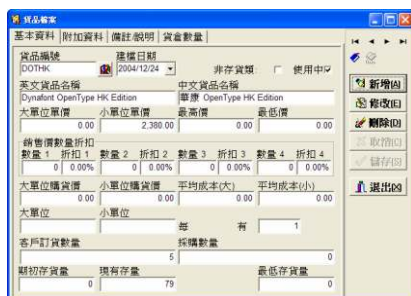 貨品檔案
基本資料 附加資料 備註/說明 貨倉數量
貨品編號 建檔日期
DOTHK 2004/12/24 非存貨類: 使用中
英文貨品名稱 中文貨品名稱
Dynafont OpenType HK Edition 華康 OpenType HK Edition
大單位單價 小單位單價 最高價 最低價
0.00 2,380.00 0.00 0.00
銷售價數量折扣
數量 1 折扣 1 數量 2 折扣 2 數量 3 折扣 3 數量 4 折扣 4
0 0.00% 0 0.00% 0 0.00% 0 0.00%
大單位購貨價 小單位購貨價 平均成本(大) 平均成本(小)
0.00 0.00 0.00 0.00
大單位 小單位 每 有 1
客戶訂貨數量 採購數量
5 0
期初存貨量 現有存量 最低存貨量
0 79 0
新增[A]
修改[E]
刪除[D]
取消[C]
儲存[S]
退出[X]